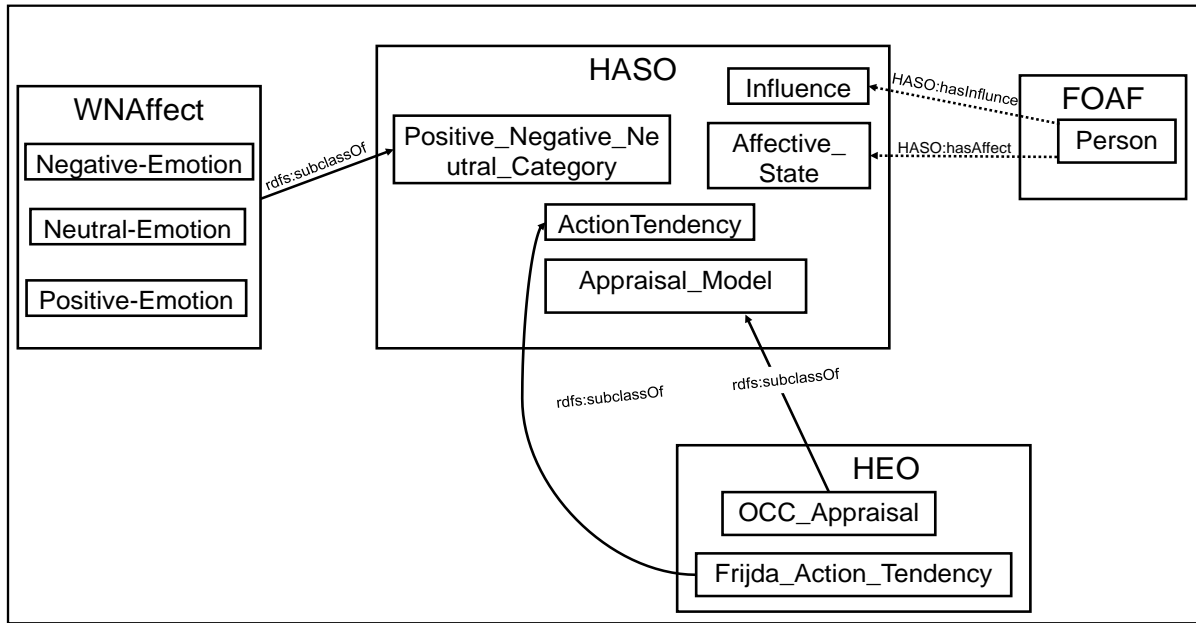 WNAffect
Negative-Emotion
Neutral-Emotion
Positive-Emotion
rdfs:subclassOf
HASO
Influence
Positive_Negative_Ne
utral_Category
Affective_
State
ActionTendency
Appraisal_Model
HASO:hasInflunce
HASO:hasAffect
FOAF
Person
rdfs:subclassOf
rdfs:subclassOf
HEO
OCC_Appraisal
Frijda_Action_Tendency